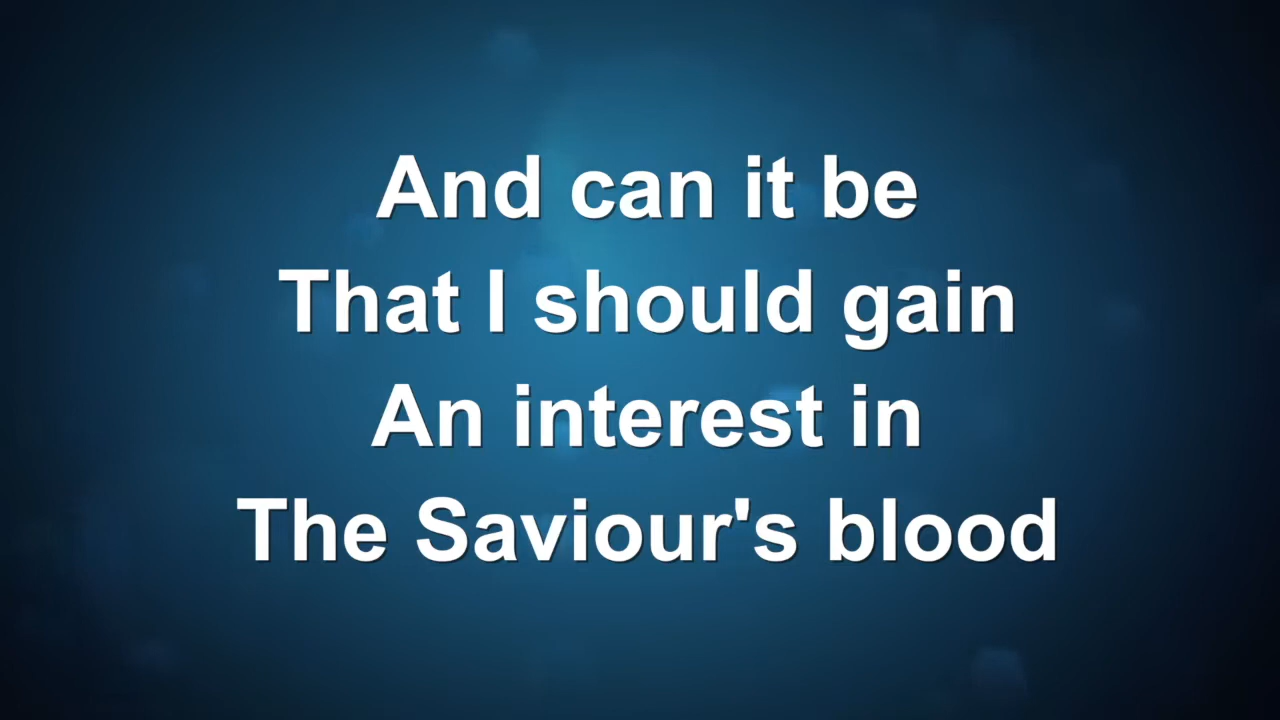 And can it be
That I should gain
An interest in
The Saviour's blood